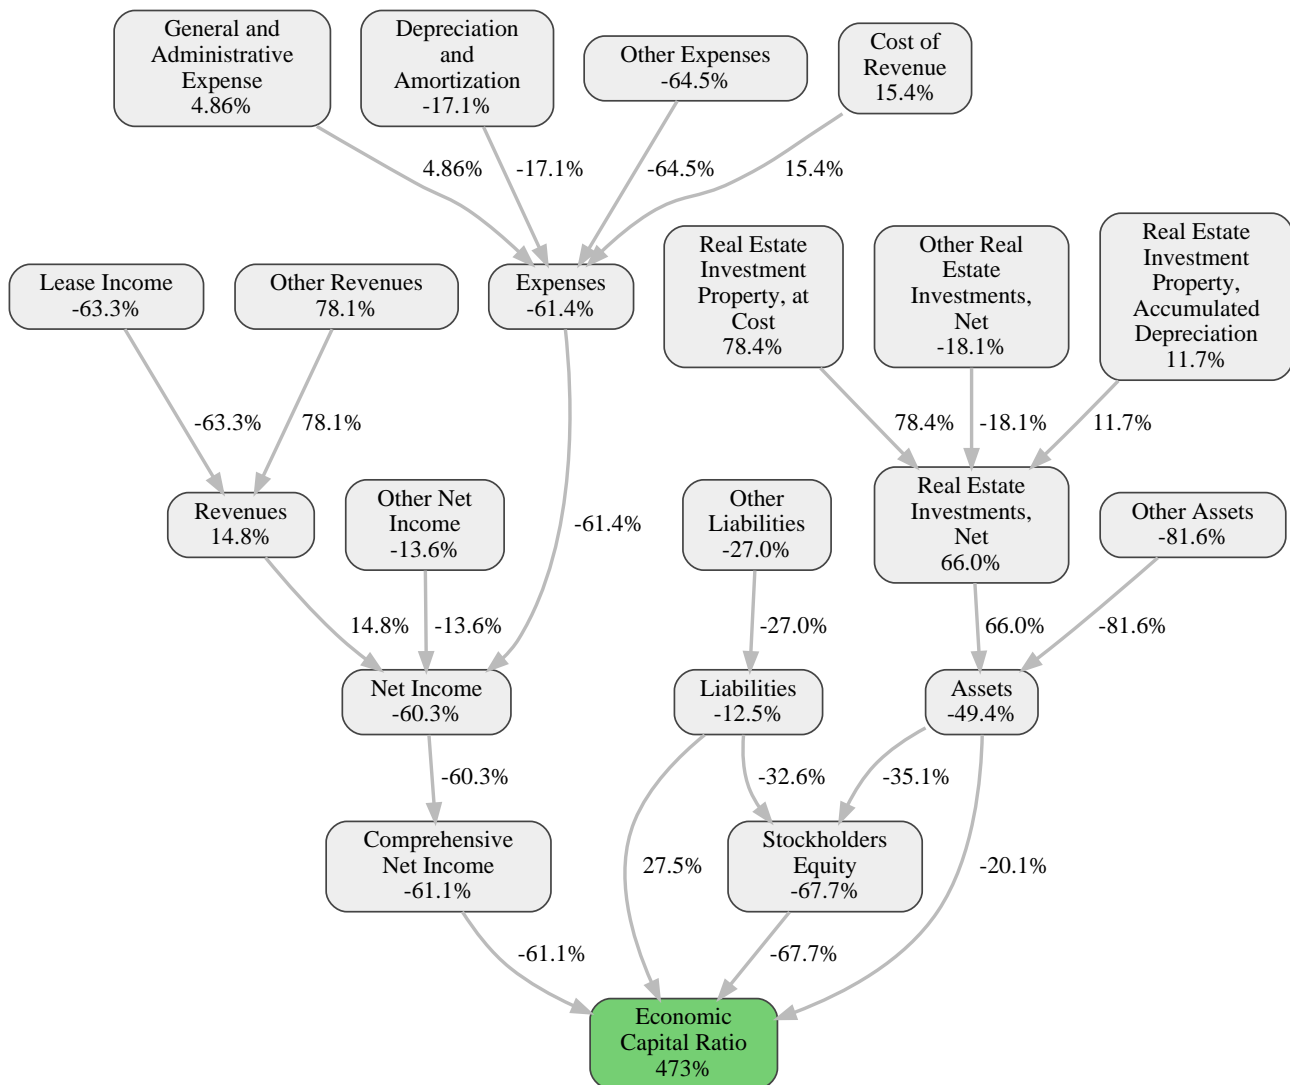 General and
Administrative
Expense
4.86%
Depreciation
and
Amortization
-17.1%
Other Expenses
-64.5%
Cost of
Revenue
15.4%
4.86%
-17.1%
-64.5%
15.4%
Lease Income
-63.3%
Other Revenues
78.1%
Expenses
-61.4%
Real Estate
Investment
Property, at
Cost
78.4%
Other Real
Estate
Investments,
Net
-18.1%
Real Estate
Investment
Property,
Accumulated
Depreciation
11.7%
-63.3%
78.1%
78.4%
-18.1%
11.7%
Revenues
14.8%
Other Net
Income
-13.6%
-61.4%
Other
Liabilities
-27.0%
Real Estate
Investments,
Net
66.0%
Other Assets
-81.6%
14.8%
-13.6%
-27.0%
66.0%
-81.6%
Net Income
-60.3%
Liabilities
-12.5%
Assets
-49.4%
-60.3%
-32.6%
-35.1%
Comprehensive
Net Income
-61.1%
27.5%
Stockholders
Equity
-67.7%
-20.1%
-61.1%
-67.7%
Economic
Capital Ratio
473%